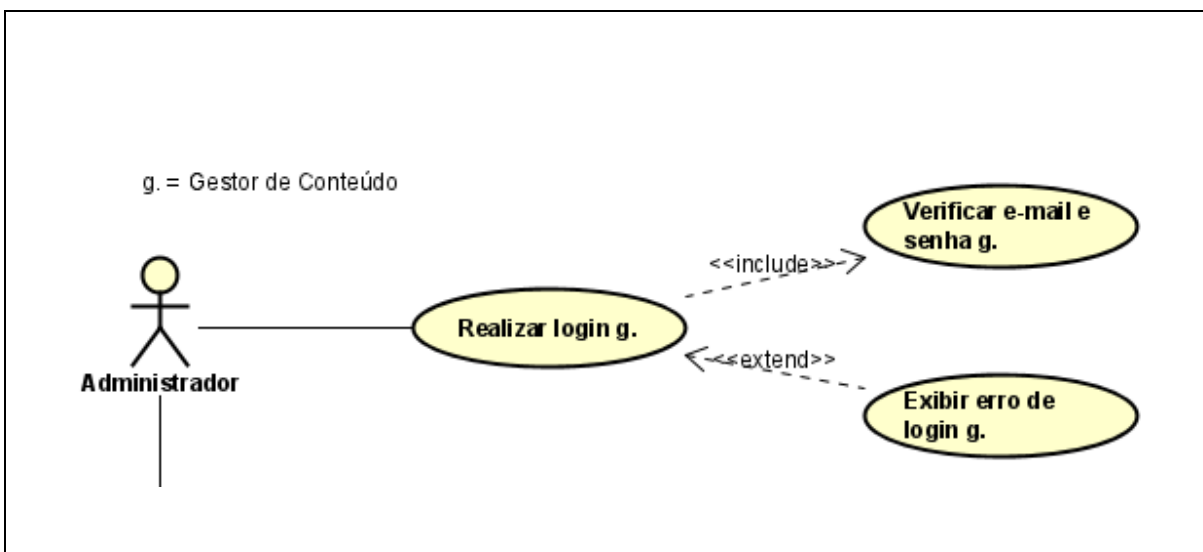 g. = Gestor de Conteúdo
Verificar e-mail e
senha g.
<<include>>
Realizar login g.
<<extend>>
Administrador
Exibir erro de
login g.